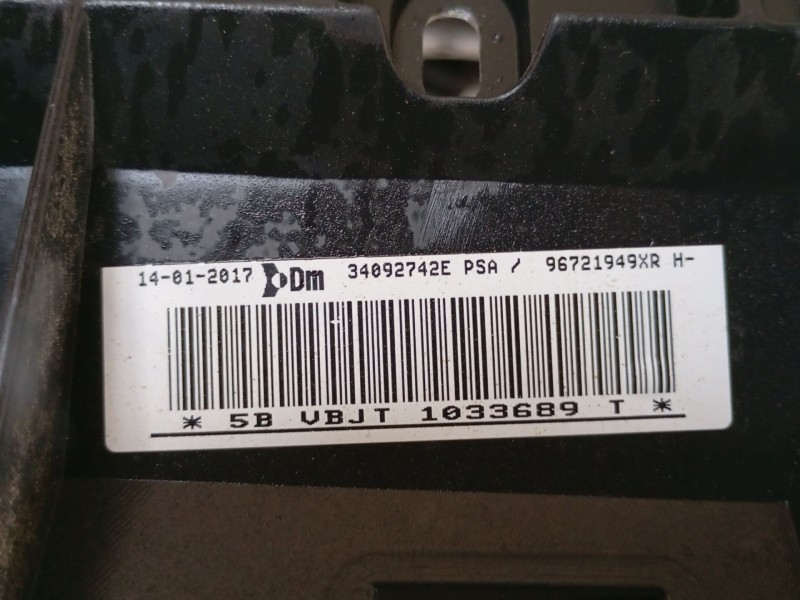 14-01-2017 Dm 34092742E PSA / 96721949XR H-
* 5B VBJT 1033689 T *